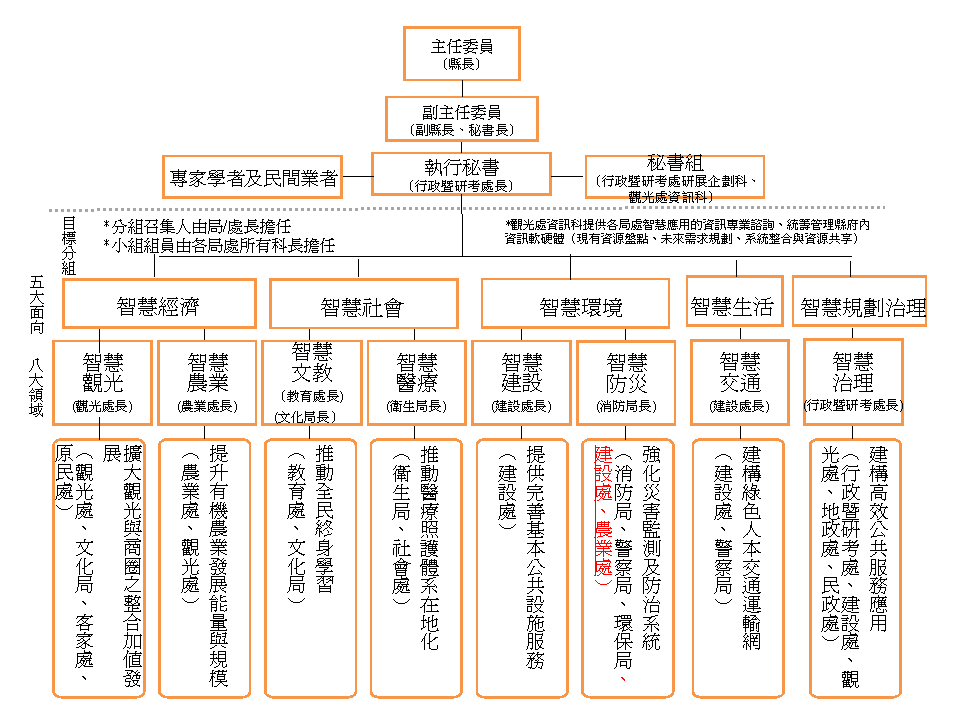 主任委員
（縣長）
副主任委員
（副縣長、秘書長）
專家學者及民間業者
執行秘書
（行政暨研考處長）
秘書組
（行政暨研考處研展企劃科、
觀光處資訊科）
目標分組
*分組召集人由局/處長擔任
*小組組員由各局處所有科長擔任
*觀光處資訊科提供各局處智慧應用的資訊專業諮詢、統籌管理縣府內
資訊軟硬體（現有資源盤點、未來需求規劃、系統整合與資源共享）
五大面向
智慧經濟
智慧社會
智慧環境
智慧生活
智慧規劃治理
八大領域
智慧
觀光
(觀光處長)
智慧
農業
(農業處長)
智慧
文教
（教育處長）
(文化局長）
智慧
醫療
(衛生局長)
智慧
建設
(建設處長)
智慧
防災
(消防局長)
智慧
交通
(建設處長)
智慧
治理
(行政暨研考處長)
擴大觀光與商圈之整合加值發
展
（觀光處、文化局、客家處、
原民處）
提升有機農業發展能量與規模
（農業處、觀光處）
推動全民終身學習
（教育處、文化局）
推動醫療照護體系在地化
（衛生局、社會處）
提供完善基本公共設施服務
（建設處）
強化災害監測及防治系統
（消防局、警察局、環保局、
建設處、農業處）
建構綠色人本交通運輸網
（建設處、警察局）
建構高效公共服務應用
（行政暨研考處、建設處、觀
光處、地政處、民政處）